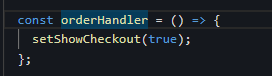 const orderHandler = () => {
  setShowCheckout(true);
};